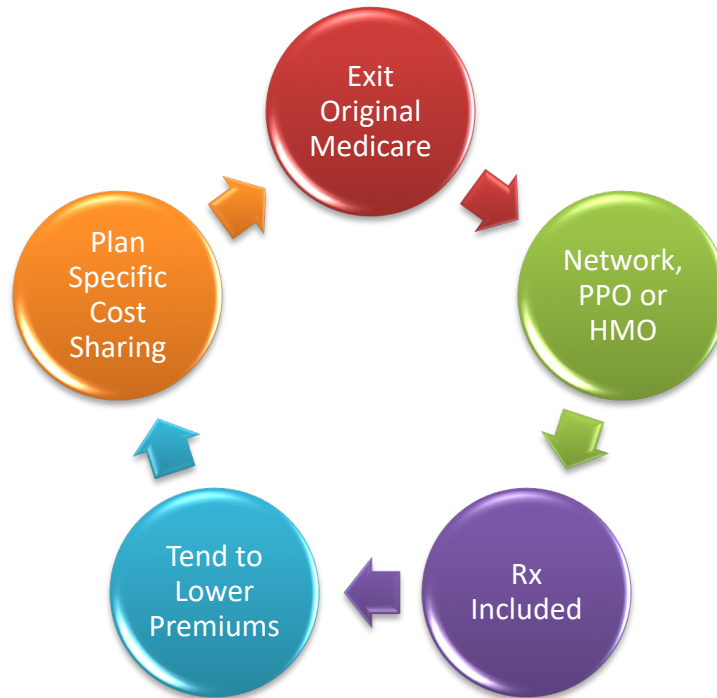 Exit
Original
Medicare
Network,
PPO or
HMO
Rx
Included
Tend to
Lower
Premiums
Plan
Specific
Cost
Sharing